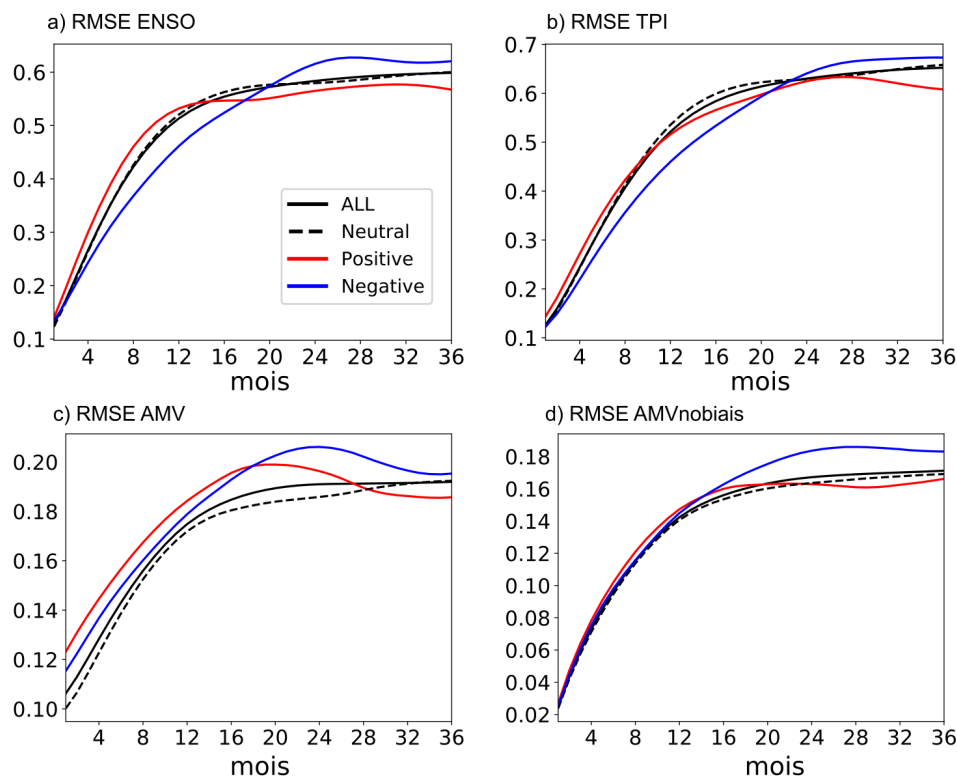 a) RMSE ENSO
0.6
0.5
0.4
0.3
0.2
0.1
ALL
Neutral
Positive
Negative
4 8 12 16 20 24 28 32 36
mois
b) RMSE TPI
0.7
0.6
0.5
0.4
0.3
0.2
0.1
4 8 12 16 20 24 28 32 36
mois
c) RMSE AMV
0.20
0.18
0.16
0.14
0.12
0.10
4 8 12 16 20 24 28 32 36
mois
d) RMSE AMVnobiais
0.18
0.16
0.14
0.12
0.10
0.08
0.06
0.04
0.02
4 8 12 16 20 24 28 32 36
mois